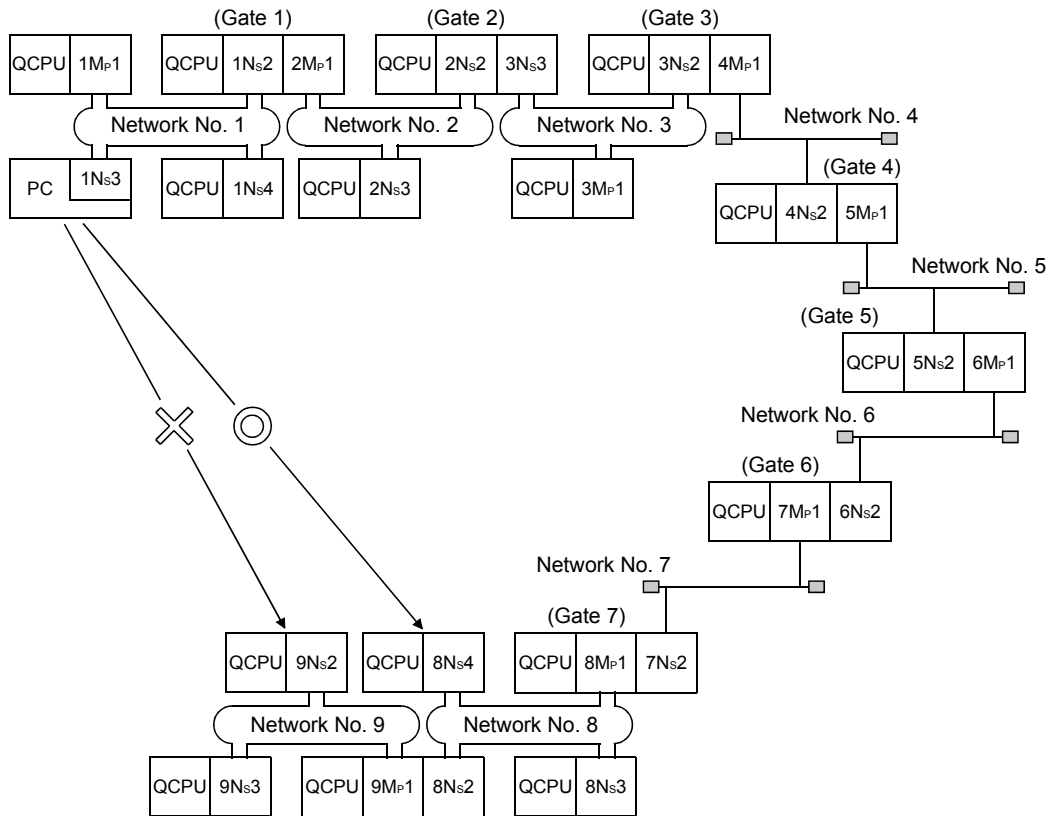 (Gate 1) (Gate 2) (Gate 3)
QCPU 1MP1 QCPU 1NS2 2MP1 QCPU 2NS2 3NS3 QCPU 3NS2 4MP1
Network No. 1 Network No. 2 Network No. 3
Network No. 4
PC 1NS3 QCPU 1NS4 QCPU 2NS3 QCPU 3MP1
(Gate 4)
QCPU 4NS2 5MP1
Network No. 5
(Gate 5)
QCPU 5NS2 6MP1
Network No. 6
(Gate 6)
QCPU 7MP1 6NS2
Network No. 7
(Gate 7)
QCPU 9NS2 QCPU 8NS4 QCPU 8MP1 7NS2
Network No. 9 Network No. 8
QCPU 9NS3 QCPU 9MP1 8NS2 QCPU 8NS3